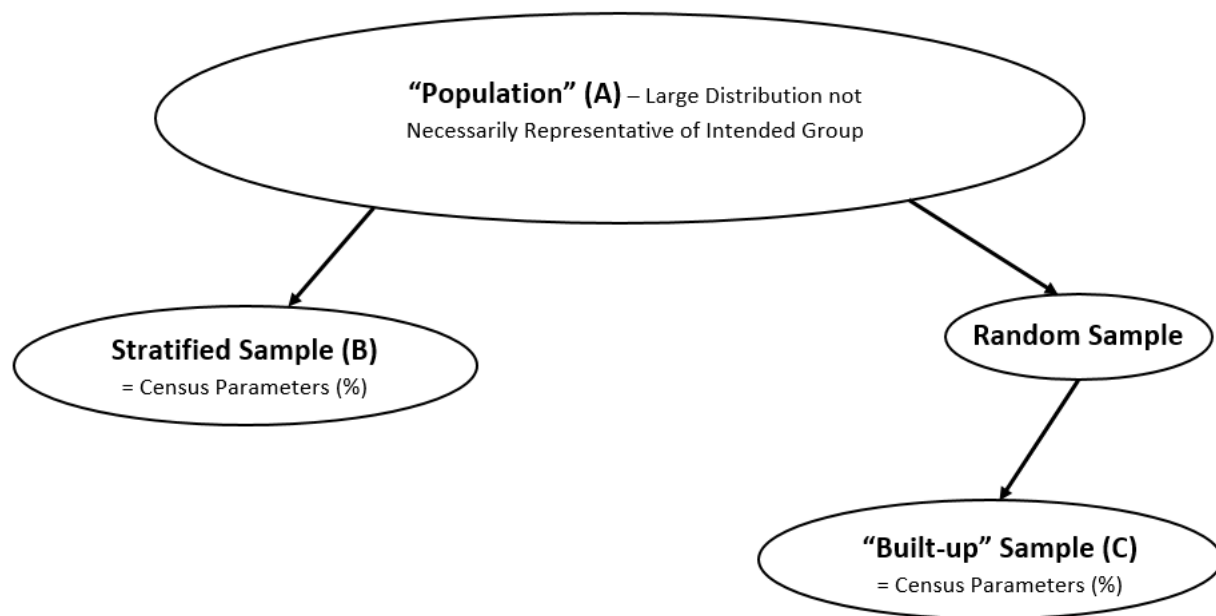 “Population” (A) – Large Distribution not
Necessarily Representative of Intended Group
Stratified Sample (B)
= Census Parameters (%)
Random Sample
“Built-up” Sample (C)
= Census Parameters (%)